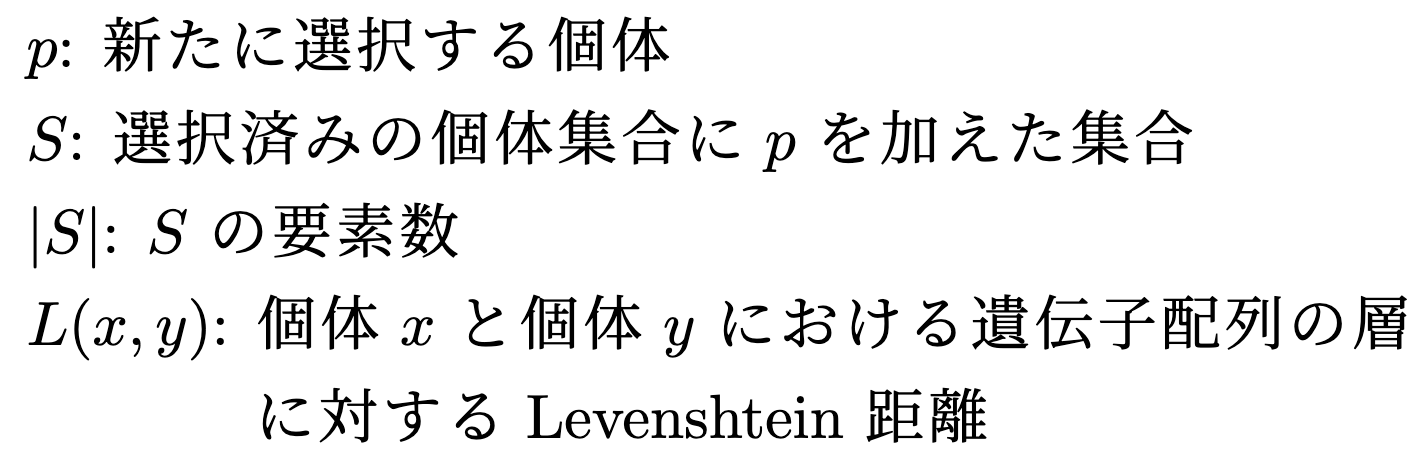 p: 新たに選択する個体
S: 選択済みの個体集合に p を加えた集合
|S|: S の要素数
L(x, y): 個体 x と個体 y における遺伝子配列の層
に対する Levenshtein 距離